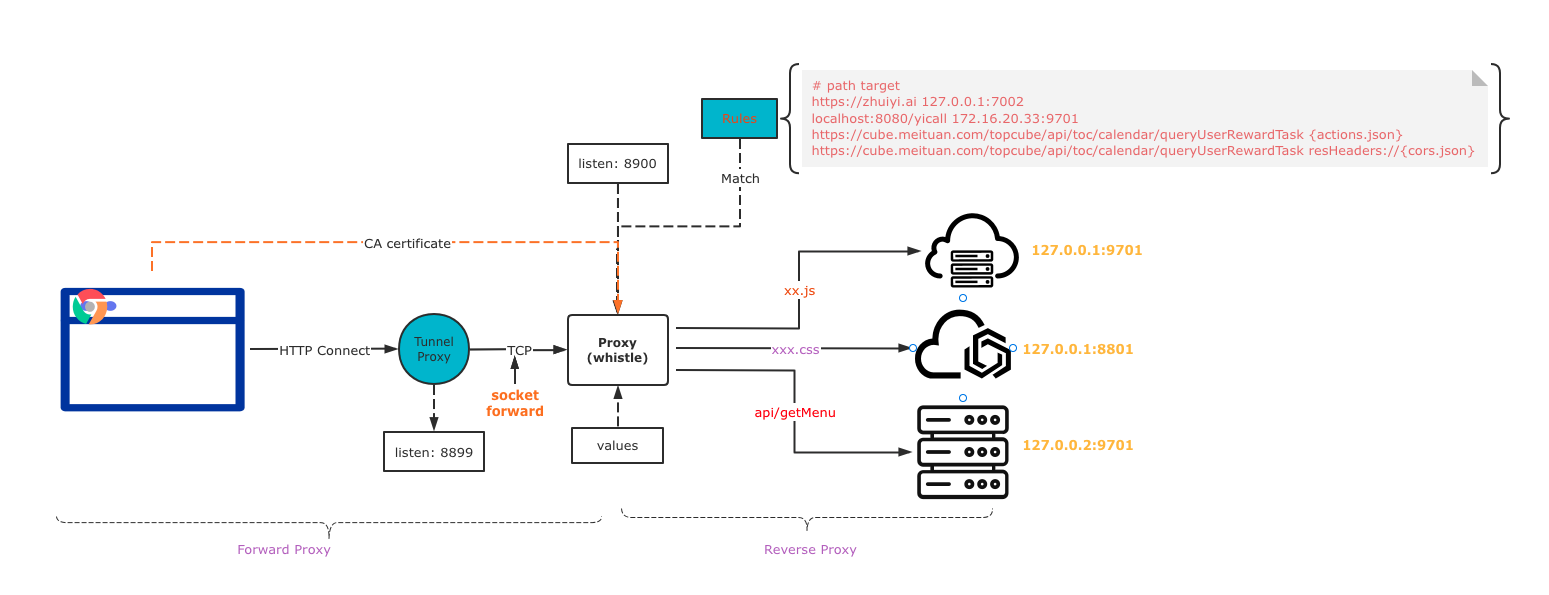 # path target
https://zhuiyi.ai 127.0.0.1:7002
Rules
localhost:8080/yicall 172.16.20.33:9701
https://cube.meituan.com/topcube/api/toc/calendar/queryUserRewardTask {actions.json}
https://cube.meituan.com/topcube/api/toc/calendar/queryUserRewardTask resHeaders://{cors.json}
listen: 8900
Match
CA certificate
127.0.0.1:9701
xx.js
HTTP Connect
Tunnel
Proxy
TCP
Proxy
(whistle)
xxx.css
127.0.0.1:8801
socket
forward
api/getMenu
listen: 8899
values
127.0.0.2:9701
Forward Proxy
Reverse Proxy